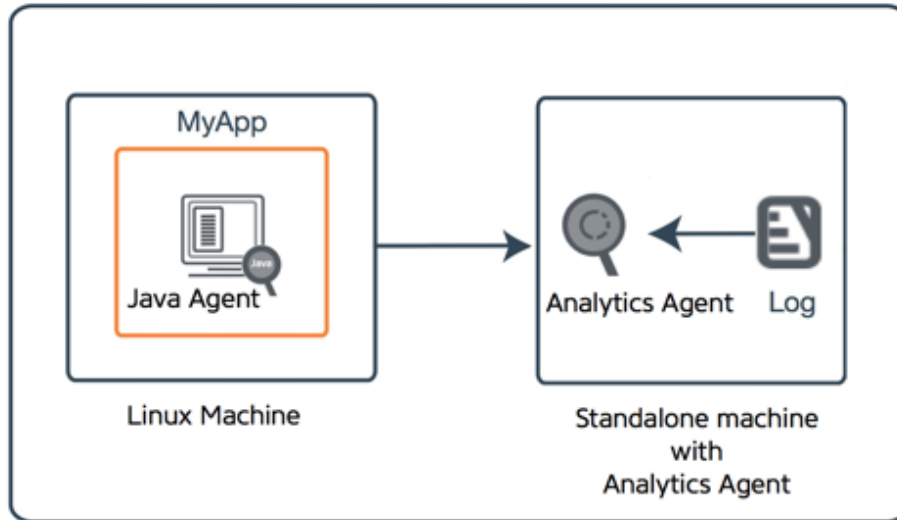 MyApp
Java
Java Agent
Linux Machine
Analytics Agent
Log
Standalone machine
with
Analytics Agent